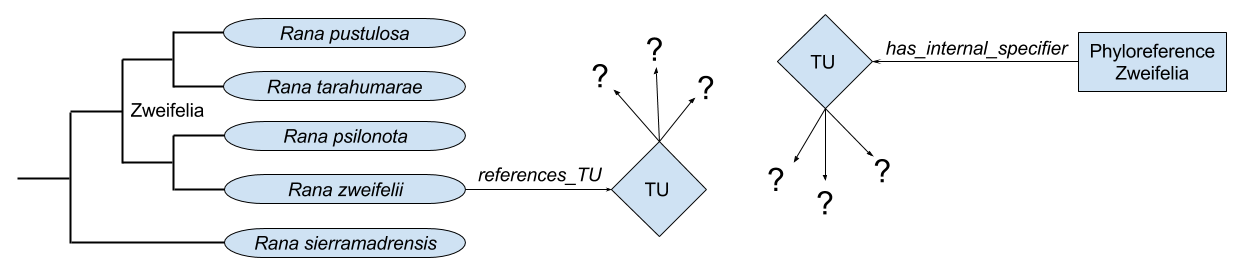 Rana pustulosa
Rana tarahumarae
Zweifelia
Rana psilonota
Rana zweifelii
Rana sierramadrensis
references_TU
?
?
?
TU
TU
has_internal_specifier
Phyloreference
Zweifelia
?
?
?